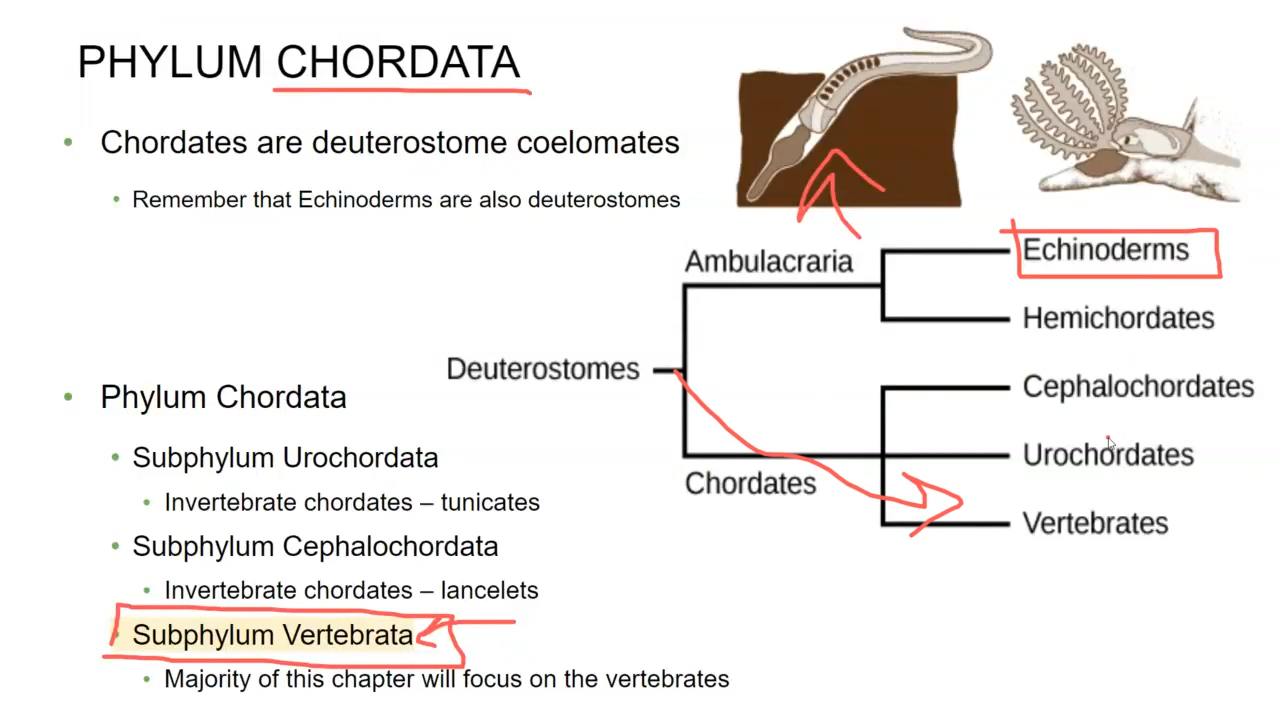 PHYLUM CHORDATA
• Chordates are deuterostome coelomates
• Remember that Echinoderms are also deuterostomes
• Phylum Chordata
• Subphylum Urochordata
• Invertebrate chordates – tunicates
• Subphylum Cephalochordata
• Invertebrate chordates – lancelets
• Subphylum Vertebrata
• Majority of this chapter will focus on the vertebrates
Deuterostomes
Ambulacraria
Echinoderms
Hemichordates
Chordates
Cephalochordates
Urochordates
Vertebrates